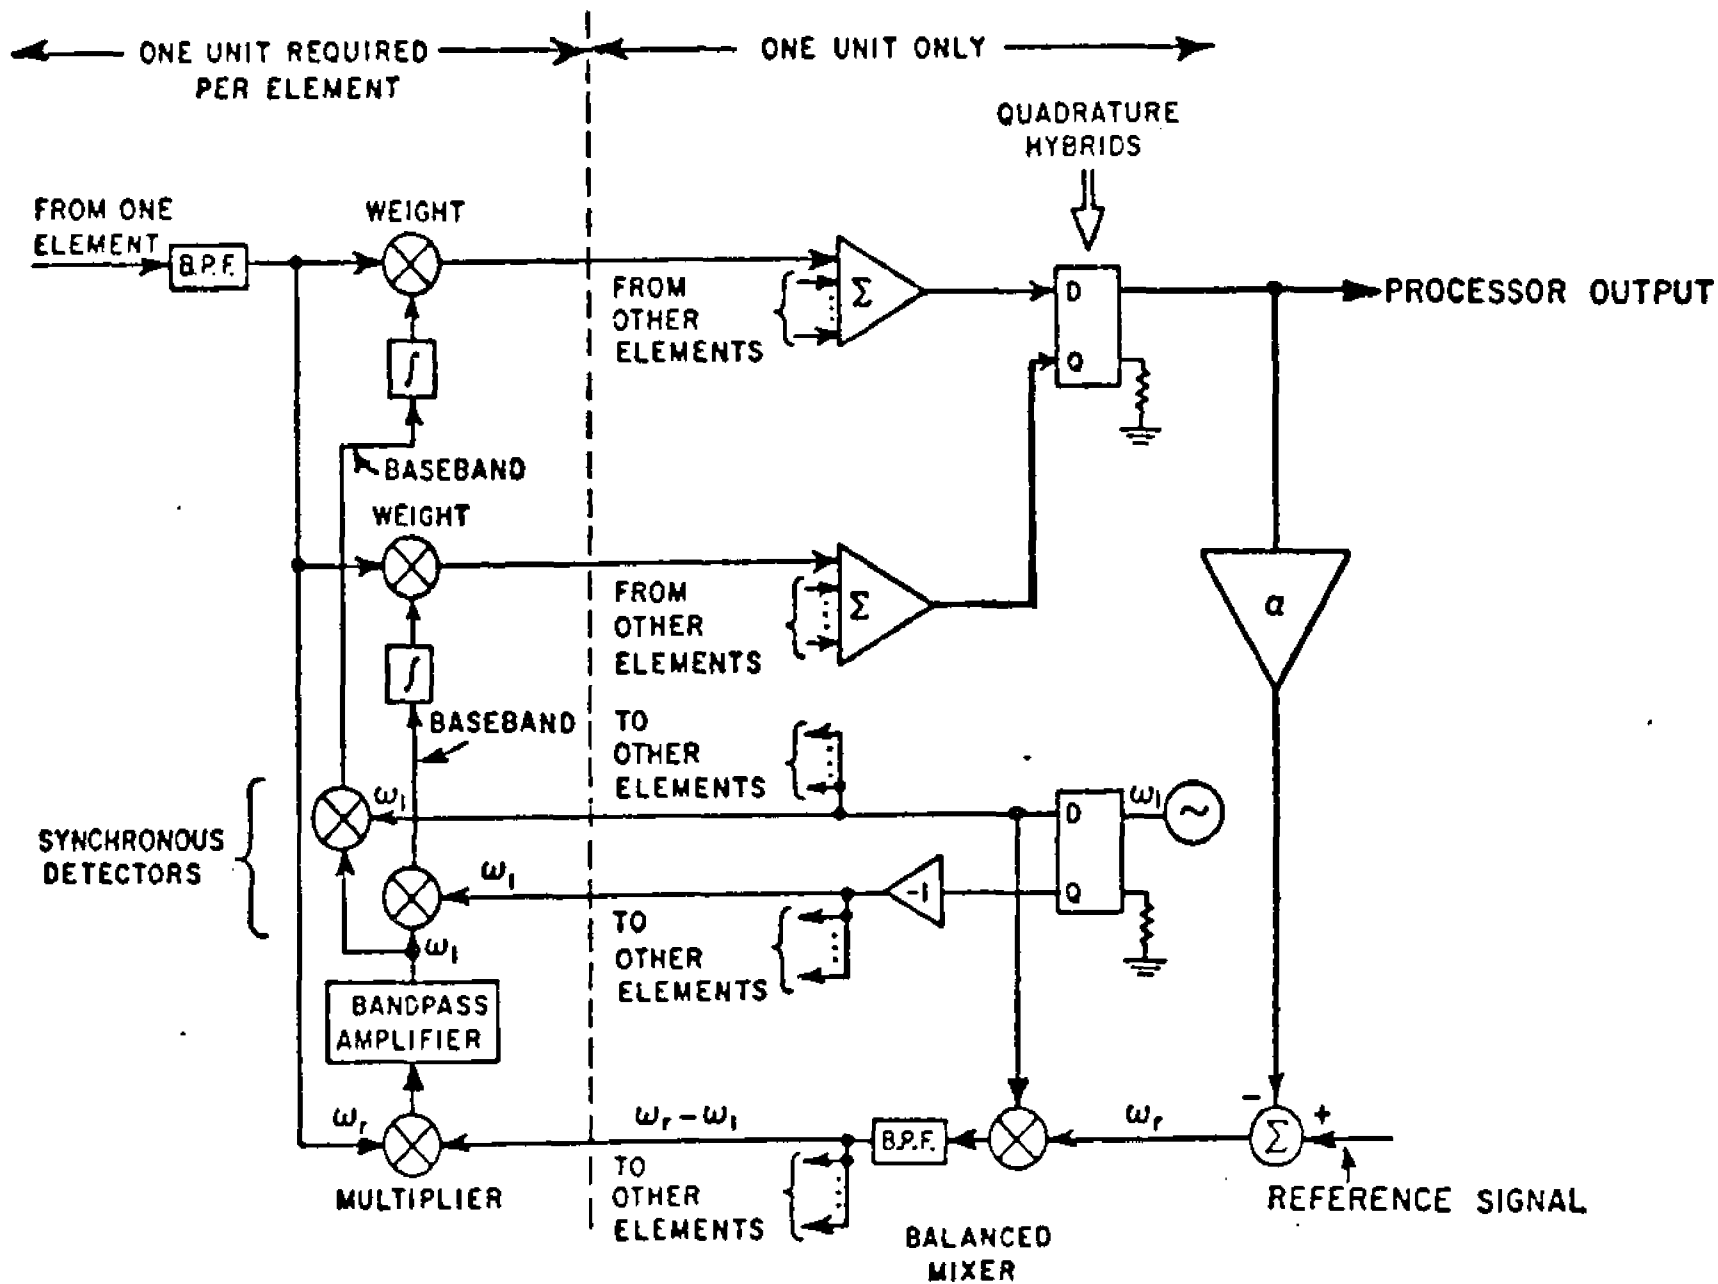 ONE UNIT REQUIRED
PER ELEMENT
ONE UNIT ONLY
QUADRATURE
HYBRIDS
FROM ONE
ELEMENT
B.P.F.
WEIGHT
∫
BASEBAND
FROM
OTHER
ELEMENTS
Σ
D
Q
PROCESSOR OUTPUT
WEIGHT
∫
BASEBAND
FROM
OTHER
ELEMENTS
Σ
α
TO
OTHER
ELEMENTS
SYNCHRONOUS
DETECTORS
ω₁
ω₁
ω₁
D
Q
ω₁
~
-1
TO
OTHER
ELEMENTS
BANDPASS
AMPLIFIER
ωᵣ
MULTIPLIER
ωᵣ - ω₁
B.P.F.
ωᵣ
-
+
Σ
TO
OTHER
ELEMENTS
BALANCED
MIXER
REFERENCE SIGNAL